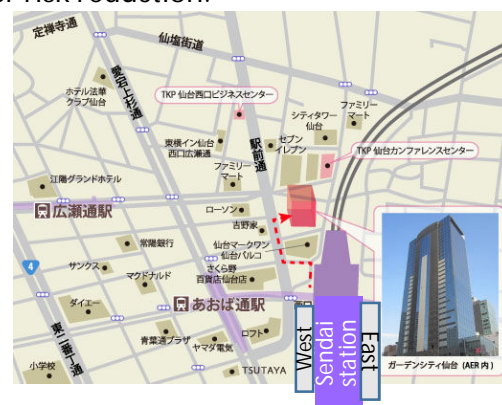 er risk reduction.
定禅寺通
仙塩街道
愛宕上杉通
ホテル法華
クラブ仙台
TKP 仙台西口ビジネスセンター
東横イン仙台
西口広瀬通
駅前通
シティタワー
仙台
ファミリー
マート
セブン
イレブン
TKP 仙台カンファレンスセンター
江陽グランドホテル
ファミリー
マート
広瀬通駅
ローソン
吉野家
常陽銀行
仙台マークワン
仙台パルコ
4
サンクス
マクドナルド
さくら野
百貨店仙台店
ダイエー
あおば通駅
西口
東二番丁通
青葉通プラザ
ヤマダ電気
ロフト
小学校
TSUTAYA
West
Sendai
station
East
ガーデンシティ仙台 (AER 内)